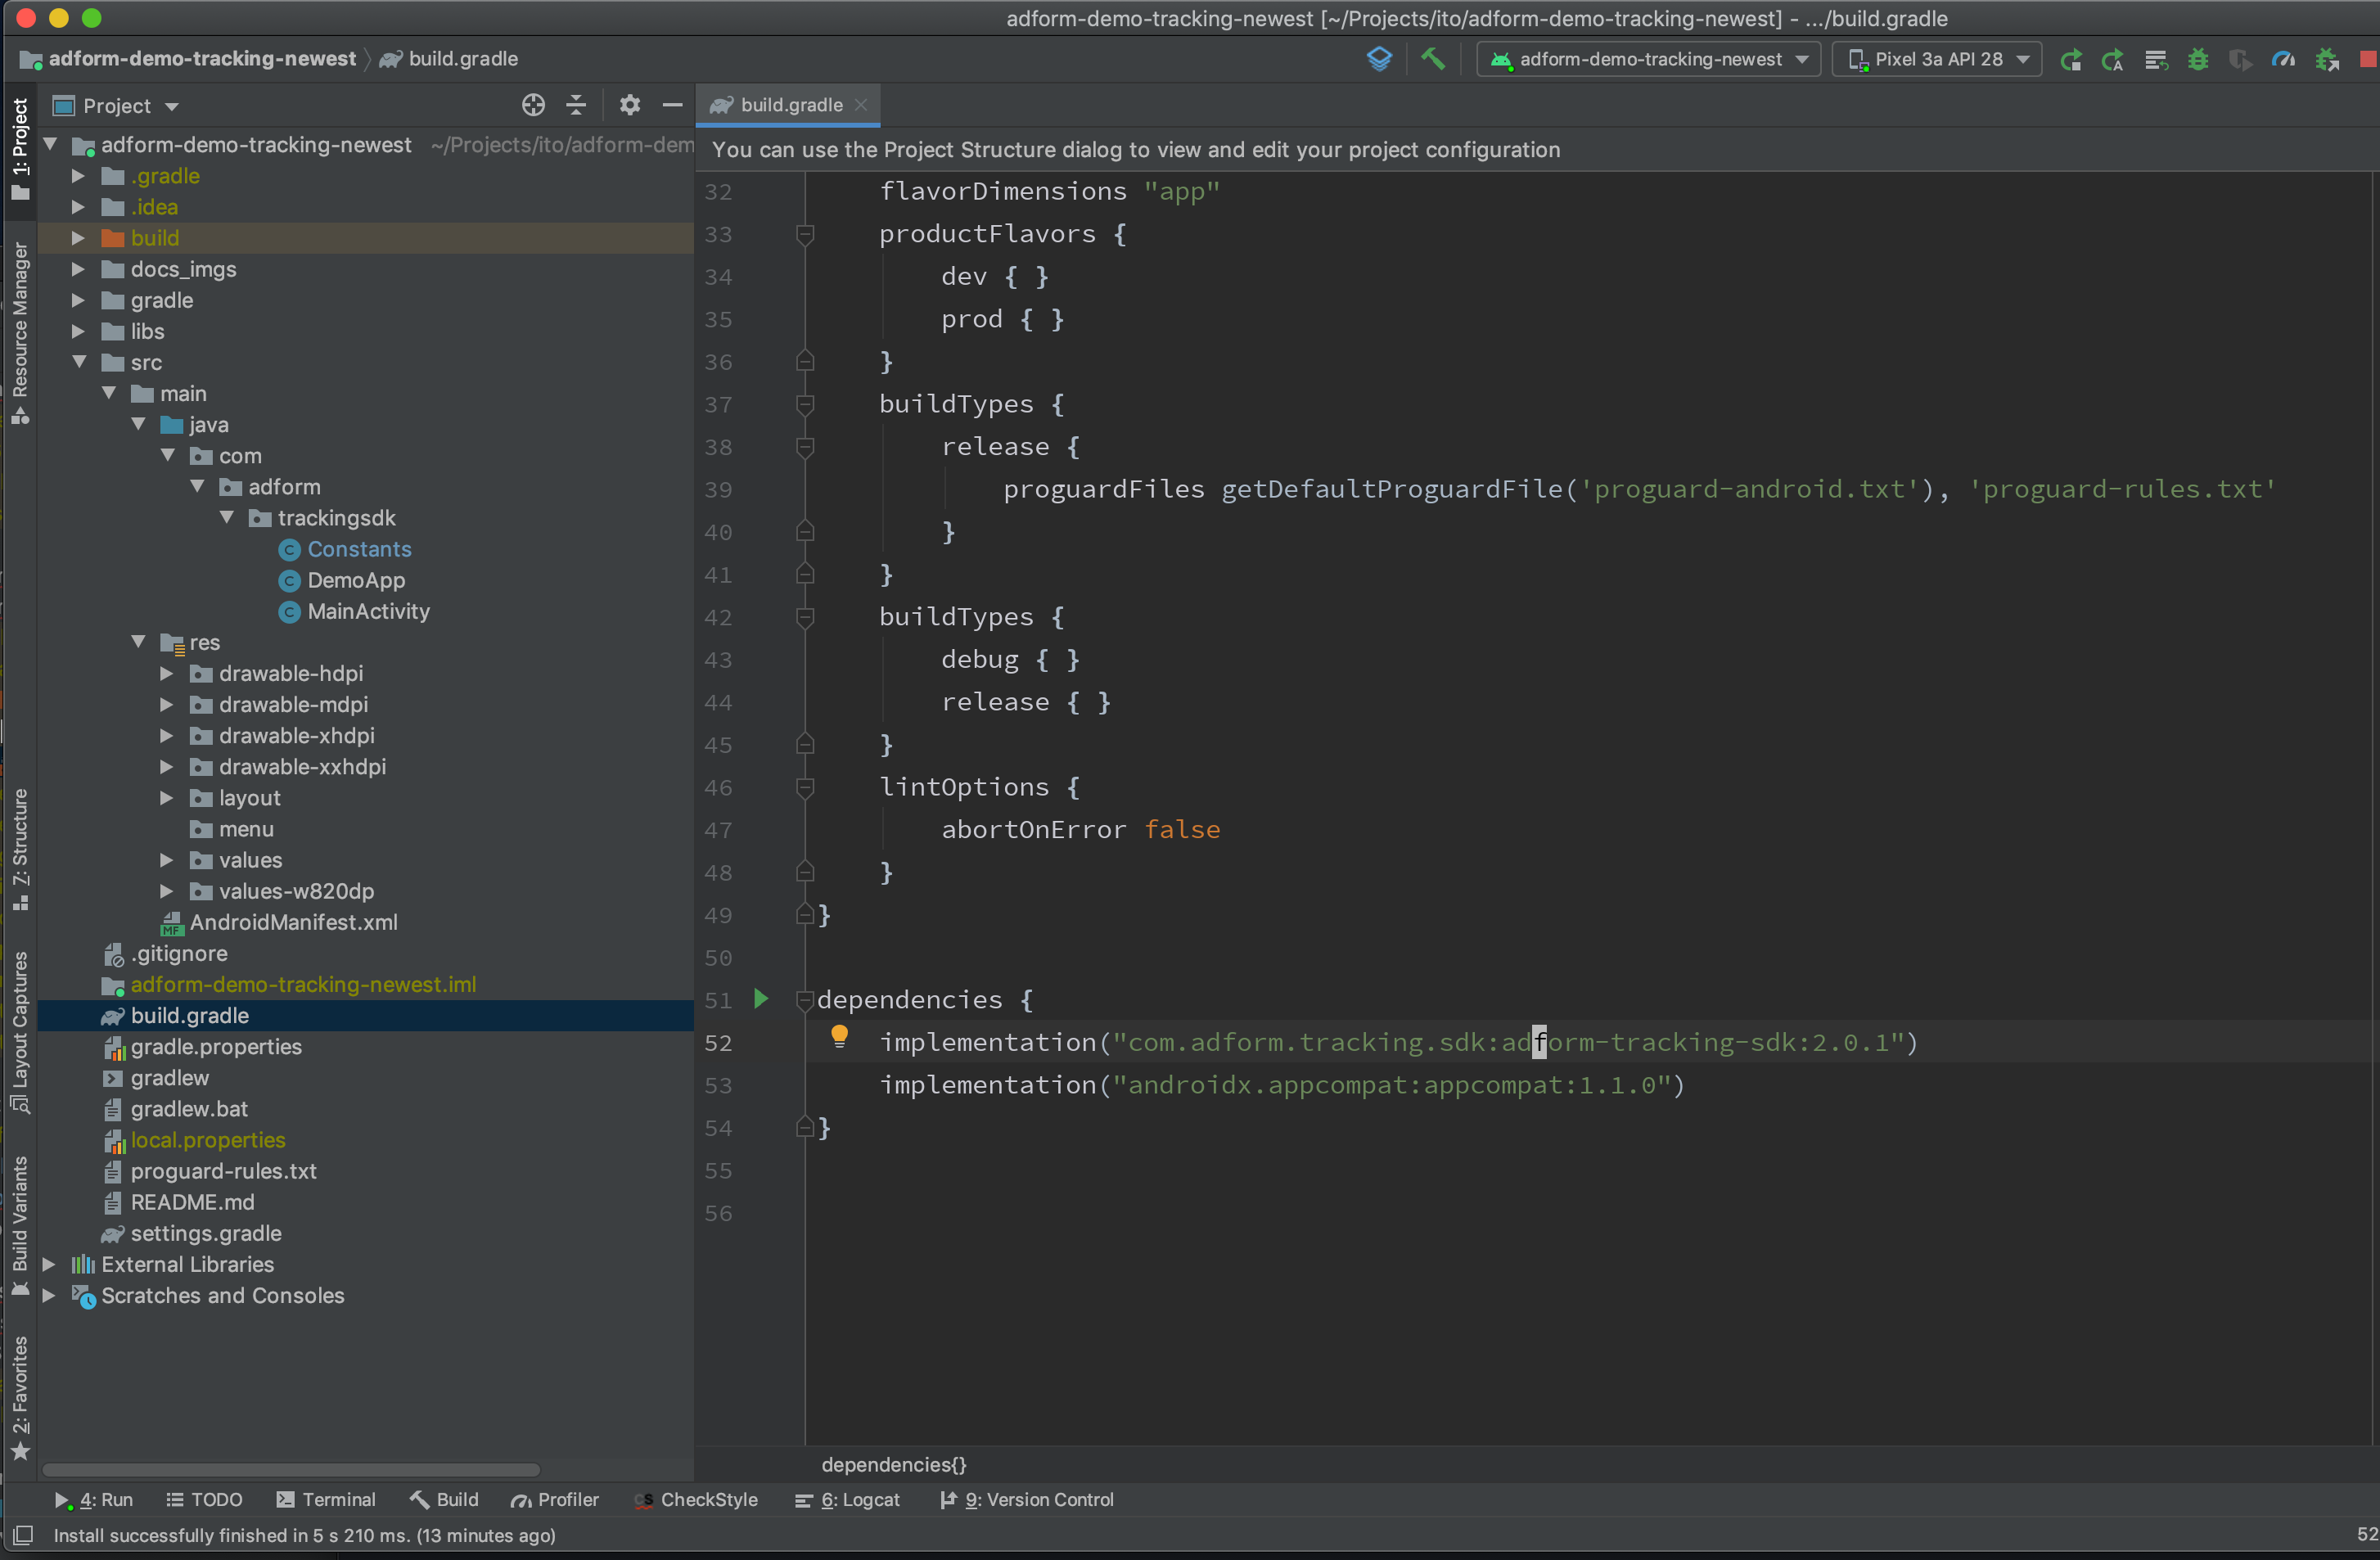 adform-demo-tracking-newest [~/Projects/ito/adform-demo-tracking-newest] - .../build.gradle
adform-demo-tracking-newest build.gradle adform-demo-tracking-newest Pixel 3a API 28
1: Project
Resource Manager
7: Structure
Layout Captures
Build Variants
2: Favorites
Project
adform-demo-tracking-newest ~/Projects/ito/adform-dem
.gradle
.idea
build
docs_imgs
gradle
libs
src
main
java
com
adform
trackingsdk
Constants
DemoApp
MainActivity
res
drawable-hdpi
drawable-mdpi
drawable-xhdpi
drawable-xxhdpi
layout
menu
values
values-w820dp
AndroidManifest.xml
.gitignore
adform-demo-tracking-newest.iml
build.gradle
gradle.properties
gradlew
gradlew.bat
local.properties
proguard-rules.txt
README.md
settings.gradle
External Libraries
Scratches and Consoles
build.gradle
You can use the Project Structure dialog to view and edit your project configuration
32 flavorDimensions "app"
33 productFlavors {
34 dev { }
35 prod { }
36 }
37 buildTypes {
38 release {
39 proguardFiles getDefaultProguardFile('proguard-android.txt'), 'proguard-rules.txt'
40 }
41 }
42 buildTypes {
43 debug { }
44 release { }
45 }
46 lintOptions {
47 abortOnError false
48 }
49 }
50
51 dependencies {
52 implementation("com.adform.tracking.sdk:adform-tracking-sdk:2.0.1")
53 implementation("androidx.appcompat:appcompat:1.1.0")
54 }
55
56
dependencies{}
4: Run TODO Terminal Build Profiler CheckStyle 6: Logcat 9: Version Control
Install successfully finished in 5 s 210 ms. (13 minutes ago) 52